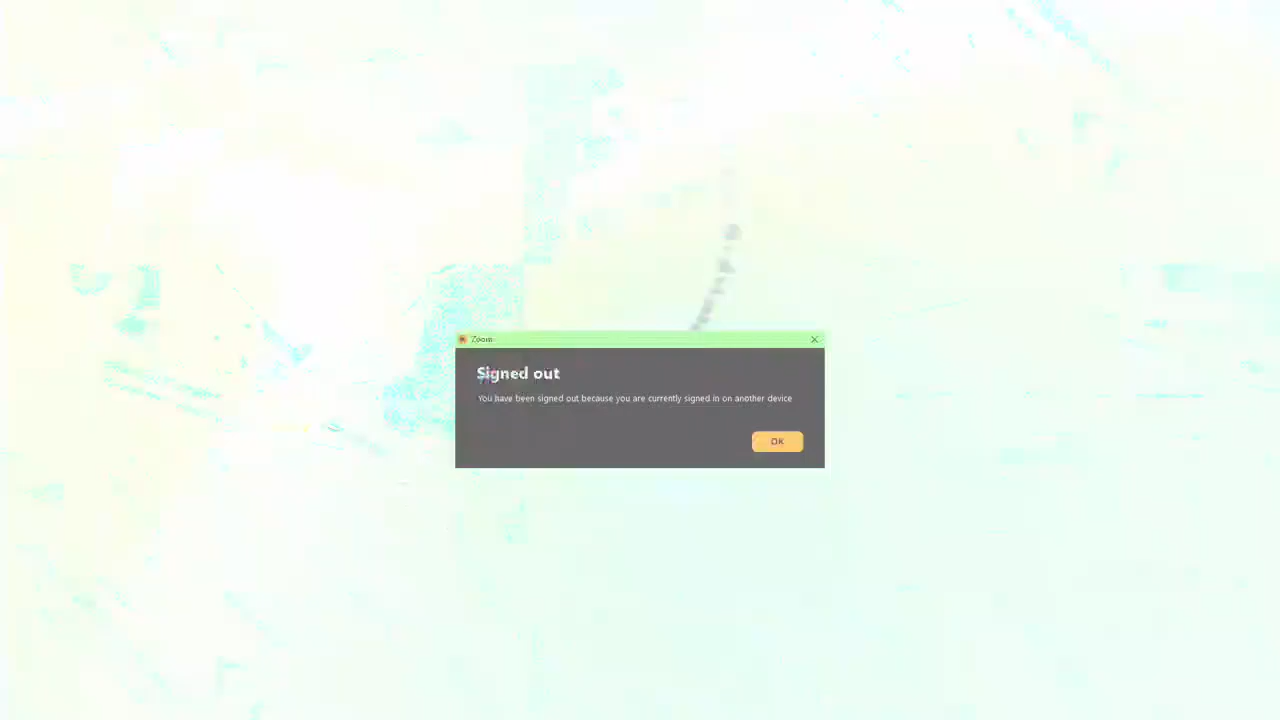 Zoom
Signed out
You have been signed out because you are currently signed in on another device
OK